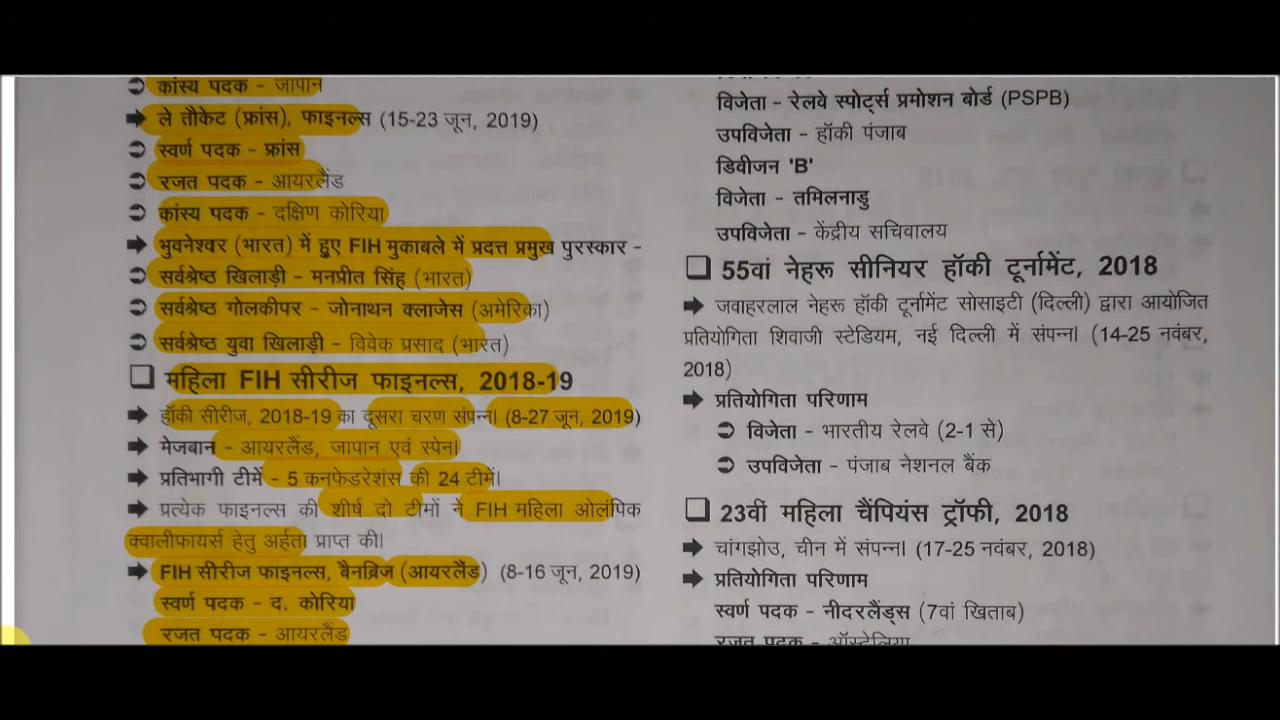 ➲ कांस्य पदक - जापान
➡ ले तौकेट (फ्रांस), फाइनल्स (15-23 जून, 2019)
➲ स्वर्ण पदक - फ्रांस
➲ रजत पदक - आयरलैंड
➲ कांस्य पदक - दक्षिण कोरिया
➡ भुवनेश्वर (भारत) में हुए FIH मुकाबले में प्रदत्त प्रमुख पुरस्कार -
➲ सर्वश्रेष्ठ खिलाड़ी - मनप्रीत सिंह (भारत)
➲ सर्वश्रेष्ठ गोलकीपर - जोनाथन क्लाजेस (अमेरिका)
➲ सर्वश्रेष्ठ युवा खिलाड़ी - विवेक प्रसाद (भारत)
❑ महिला FIH सीरीज फाइनल्स, 2018-19
➡ हॉकी सीरीज, 2018-19 का दूसरा चरण संपन्न। (8-27 जून, 2019)
➡ मेजबान - आयरलैंड, जापान एवं स्पेन।
➡ प्रतिभागी टीमें - 5 कनफेडरेशंस की 24 टीमें।
➡ प्रत्येक फाइनल्स की शीर्ष दो टीमों ने FIH महिला ओलंपिक
क्वालीफायर्स हेतु अर्हता प्राप्त की।
➡ FIH सीरीज फाइनल्स, बैनब्रिज (आयरलैंड) (8-16 जून, 2019)
स्वर्ण पदक - द. कोरिया
रजत पदक - आयरलैंड
विजेता - रेलवे स्पोर्ट्स प्रमोशन बोर्ड (PSPB)
उपविजेता - हॉकी पंजाब
डिवीजन 'B'
विजेता - तमिलनाडु
उपविजेता - केंद्रीय सचिवालय
❑ 55वां नेहरू सीनियर हॉकी टूर्नामेंट, 2018
➡ जवाहरलाल नेहरू हॉकी टूर्नामेंट सोसाइटी (दिल्ली) द्वारा आयोजित
प्रतियोगिता शिवाजी स्टेडियम, नई दिल्ली में संपन्न। (14-25 नवंबर,
2018)
➡ प्रतियोगिता परिणाम
➲ विजेता - भारतीय रेलवे (2-1 से)
➲ उपविजेता - पंजाब नेशनल बैंक
❑ 23वीं महिला चैंपियंस ट्रॉफी, 2018
➡ चांगझोउ, चीन में संपन्न। (17-25 नवंबर, 2018)
➡ प्रतियोगिता परिणाम
स्वर्ण पदक - नीदरलैंड्स (7वां खिताब)
रजत पदक - ऑस्ट्रेलिया